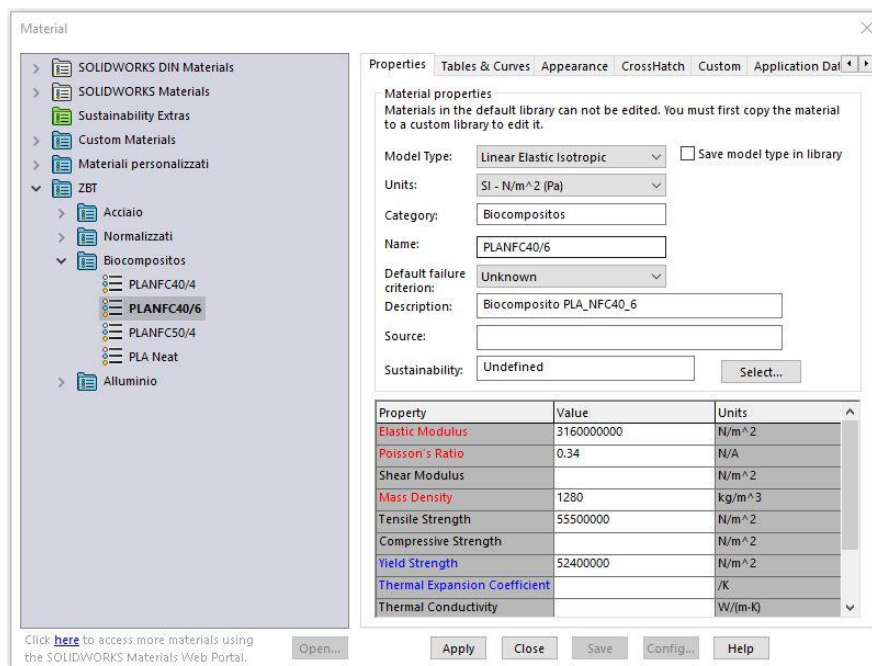 Material
SOLIDWORKS DIN Materials
SOLIDWORKS Materials
Sustainability Extras
Custom Materials
Materiali personalizzati
ZBT
Acciaio
Normalizzati
Biocompositos
PLANFC40/4
PLANFC40/6
PLANFC50/4
PLA Neat
Alluminio
Click here to access more materials using
the SOLIDWORKS Materials Web Portal.
Open...
Properties Tables & Curves Appearance CrossHatch Custom Application Dat
Material properties
Materials in the default library can not be edited. You must first copy the material
to a custom library to edit it.
Model Type: Linear Elastic Isotropic Save model type in library
Units: SI - N/m^2 (Pa)
Category: Biocompositos
Name: PLANFC40/6
Default failure
criterion: Unknown
Description: Biocomposito PLA_NFC40_6
Source:
Sustainability: Undefined Select...
Property Value Units
Elastic Modulus 3160000000 N/m^2
Poisson's Ratio 0.34 N/A
Shear Modulus N/m^2
Mass Density 1280 kg/m^3
Tensile Strength 55500000 N/m^2
Compressive Strength N/m^2
Yield Strength 52400000 N/m^2
Thermal Expansion Coefficient /K
Thermal Conductivity W/(m·K)
Apply Close Save Config... Help